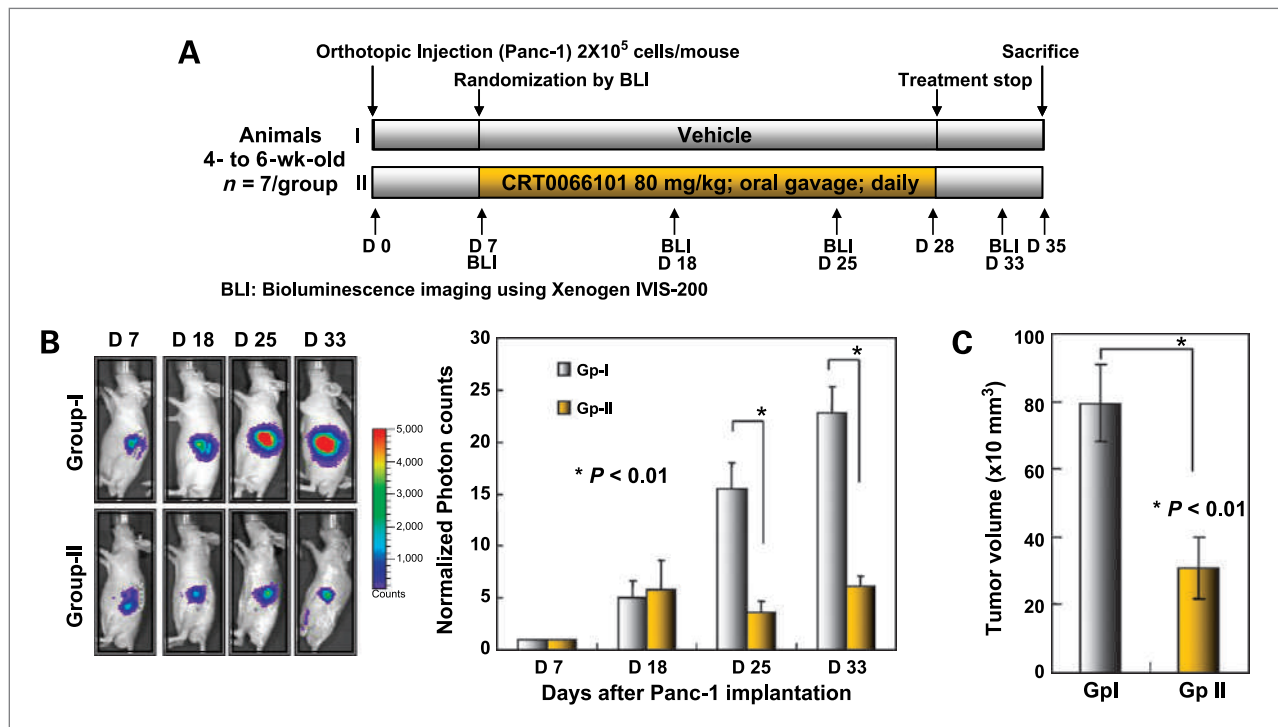 A
Orthotopic Injection (Panc-1) 2X10⁵ cells/mouse
Sacrifice
Randomization by BLI
Treatment stop
Animals
4- to 6-wk-old
n = 7/group
I
Vehicle
II
CRT0066101 80 mg/kg; oral gavage; daily
D 0
D 7
BLI
BLI
D 18
BLI
D 25
D 28
BLI
D 33
D 35
BLI: Bioluminescence imaging using Xenogen IVIS-200
B
D 7
D 18
D 25
D 33
Group-I
Group-II
5,000
4,000
3,000
2,000
1,000
Counts
Normalized Photon counts
30
25
20
15
10
5
0
Gp-I
Gp-II
*
*
* P < 0.01
D 7
D 18
D 25
D 33
Days after Panc-1 implantation
C
Tumor volume (x10 mm³)
100
80
60
40
20
0
*
* P < 0.01
GpI
Gp II